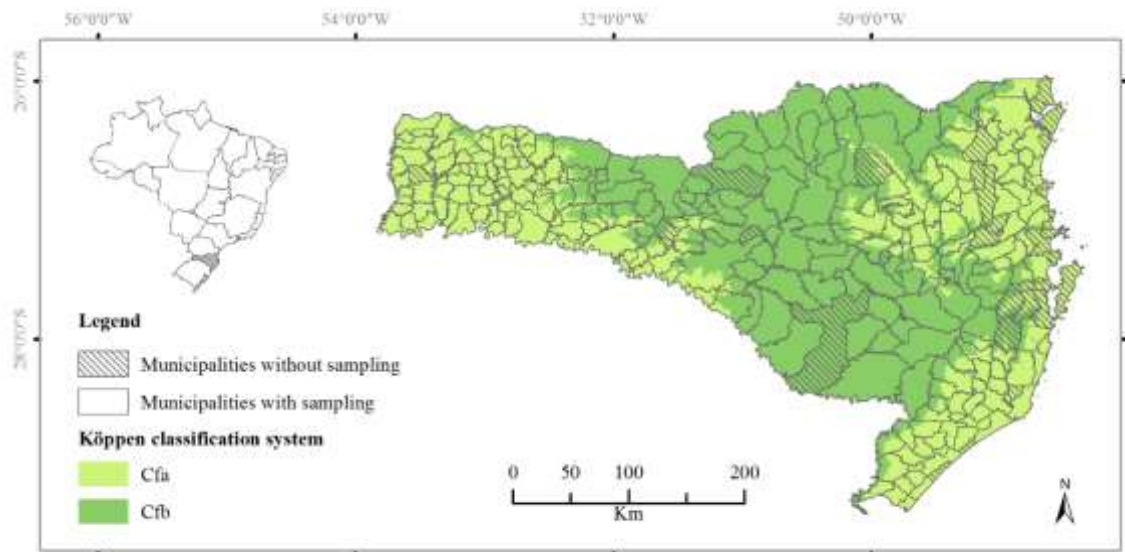 56°0'0"W 54°0'0"W 52°0'0"W 50°0'0"W
26°0'0"S
28°0'0"S
Legend
Municipalities without sampling
Municipalities with sampling
Köppen classification system
Cfa
Cfb
0 50 100 200
Km
N